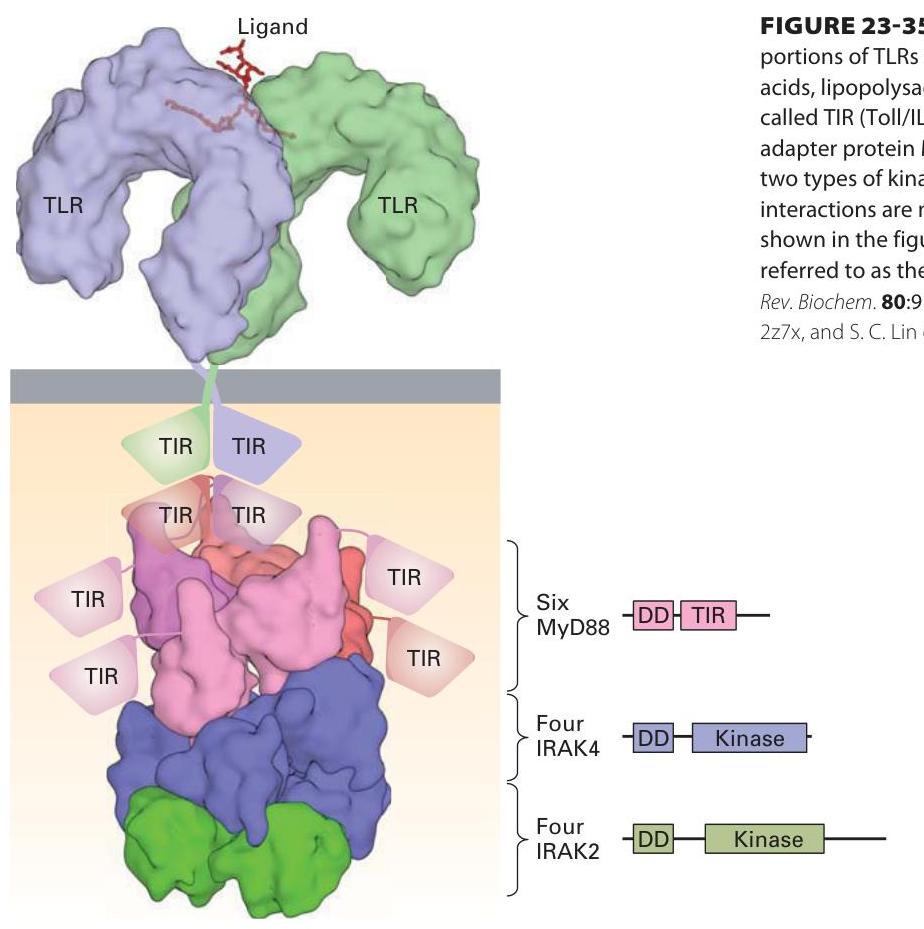 Ligand
TLR
TLR
TIR
TIR
TIR
TIR
TIR
TIR
TIR
TIR
Six
MyD88
DD
TIR
Four
IRAK4
DD
Kinase
Four
IRAK2
DD
Kinase
FIGURE 23-35
portions of TLRs
acids, lipopolysa
called TIR (Toll/IL
adapter protein
two types of kina
interactions are
shown in the figu
referred to as the
Rev. Biochem. 80:9
2z7x, and S. C. Lin